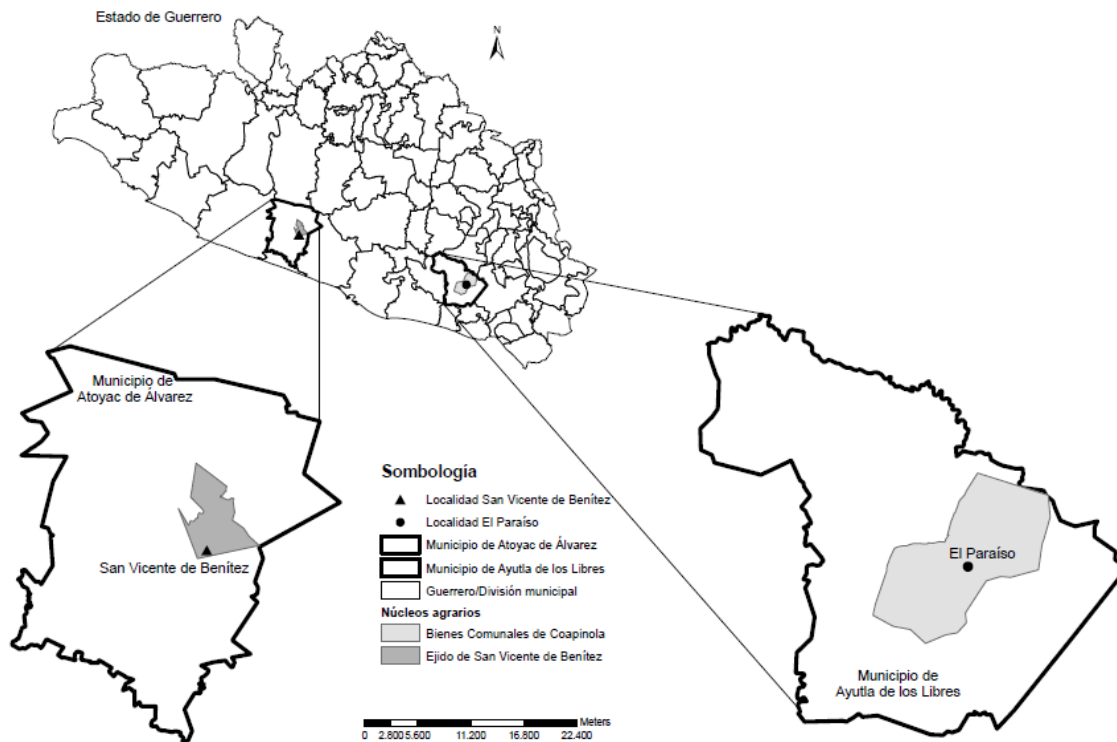 Estado de Guerrero
N
Municipio de
Atoyac de Álvarez
San Vicente de Benítez
Sombología
Localidad San Vicente de Benítez
Localidad El Paraíso
Municipio de Atoyac de Álvarez
Municipio de Ayutla de los Libres
Guerrero/División municipal
Núcleos agrarios
Bienes Comunales de Coapinola
Ejido de San Vicente de Benítez
Meters
0 2.800 5.600 11.200 16.800 22.400
El Paraíso
Municipio de
Ayutla de los Libres